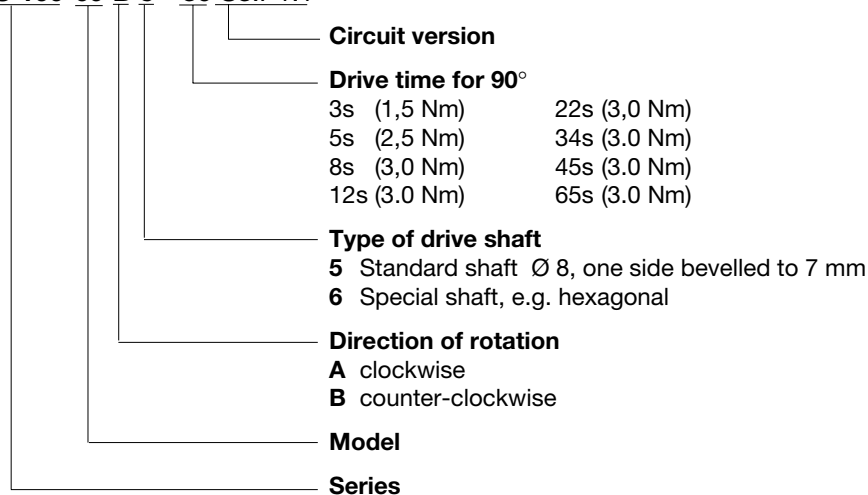 Circuit version
Drive time for 90°
3s (1,5 Nm) 22s (3,0 Nm)
5s (2,5 Nm) 34s (3.0 Nm)
8s (3,0 Nm) 45s (3.0 Nm)
12s (3.0 Nm) 65s (3.0 Nm)
Type of drive shaft
5 Standard shaft Ø 8, one side bevelled to 7 mm
6 Special shaft, e.g. hexagonal
Direction of rotation
A clockwise
B counter-clockwise
Model
Series